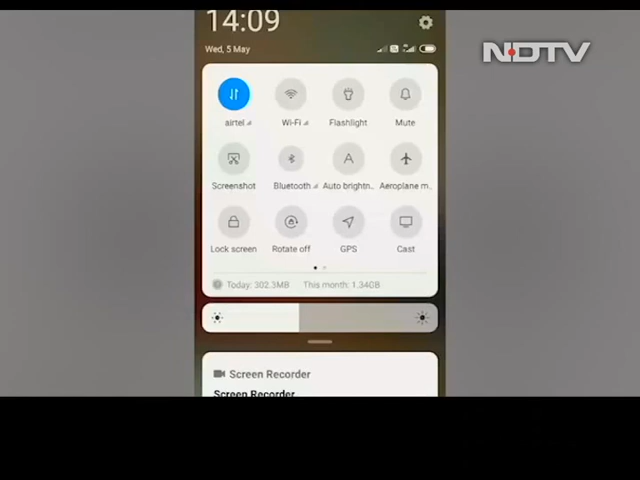 14:09
NDTV
Wed, 5 May
airtel
Wi-Fi
Flashlight
Mute
Screenshot
Bluetooth
Auto brightn..
Aeroplane m..
Lock screen
Rotate off
GPS
Cast
Today: 302.3MB
This month: 1.34GB
Screen Recorder
Screen Recorder